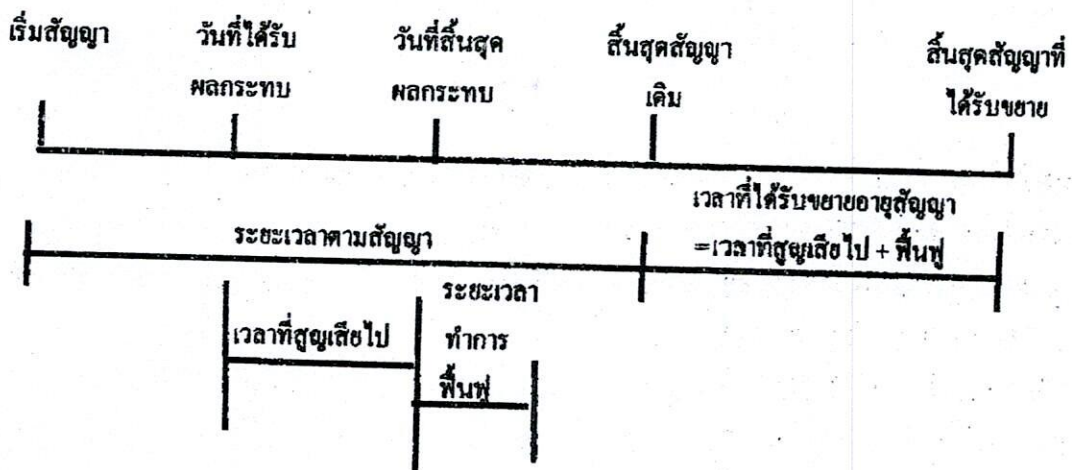 เริ่มสัญญา
วันที่ได้รับ
ผลกระทบ
วันที่สิ้นสุด
ผลกระทบ
สิ้นสุดสัญญา
เดิม
สิ้นสุดสัญญาที่
ได้รับขยาย
เวลาที่ได้รับขยายอายุสัญญา
=เวลาที่สูญเสียไป + ฟื้นฟู
ระยะเวลาตามสัญญา
เวลาที่สูญเสียไป
ระยะเวลา
ทำการ
ฟื้นฟู